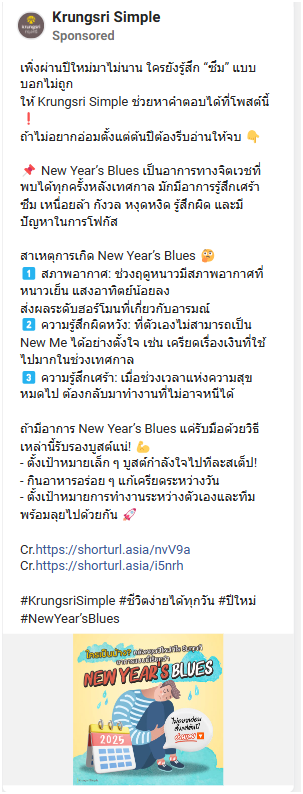 Krungsri Simple
Sponsored
เพิ่งผ่านปีใหม่มาไม่นาน ใครยังรู้สึก “ซึม” แบบ
บอกไม่ถูก
ให้ Krungsri Simple ช่วยหาคำตอบได้ที่โพสต์นี้
❗
ถ้าไม่อยากอ่อมตั้งแต่ต้นปีต้องรีบอ่านให้จบ 👇
📌 New Year’s Blues เป็นอาการทางจิตเวชที่
พบได้ทุกครั้งหลังเทศกาล มักมีอาการรู้สึกเศร้า
ซึม เหนื่อยล้า กังวล หงุดหงิด รู้สึกผิด และมี
ปัญหาในการโฟกัส
สาเหตุการเกิด New Year’s Blues 🤔
1️⃣ สภาพอากาศ: ช่วงฤดูหนาวมีสภาพอากาศที่
หนาวเย็น แสงอาทิตย์น้อยลง
ส่งผลระดับฮอร์โมนที่เกี่ยวกับอารมณ์
2️⃣ ความรู้สึกผิดหวัง: ที่ตัวเองไม่สามารถเป็น
New Me ได้อย่างตั้งใจ เช่น เครียดเรื่องเงินที่ใช้
ไปมากในช่วงเทศกาล
3️⃣ ความรู้สึกเศร้า: เมื่อช่วงเวลาแห่งความสุข
หมดไป ต้องกลับมาทำงานที่ไม่อาจหนีได้
ถ้ามีอาการ New Year’s Blues แค่รับมือด้วยวิธี
เหล่านี้รับรองบูสต์แน่! 💪
- ตั้งเป้าหมายเล็ก ๆ บูสต์กำลังใจไปทีละสเต็ป!
- กินอาหารอร่อย ๆ แก้เครียดระหว่างวัน
- ตั้งเป้าหมายการทำงานระหว่างตัวเองและทีม
พร้อมลุยไปด้วยกัน 🚀
Cr.https://shorturl.asia/nvV9a
Cr.https://shorturl.asia/i5nrh
#KrungsriSimple #ชีวิตง่ายได้ทุกวัน #ปีใหม่
#NewYear’sBlues
NEW YEAR'S BLUES
2025